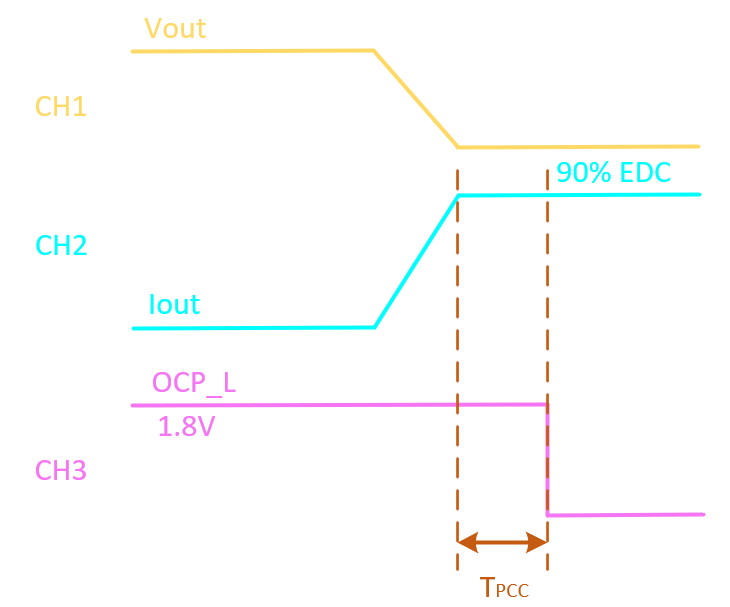 Vout
CH1
90% EDC
CH2
Iout
OCP_L
1.8V
CH3
TPCC